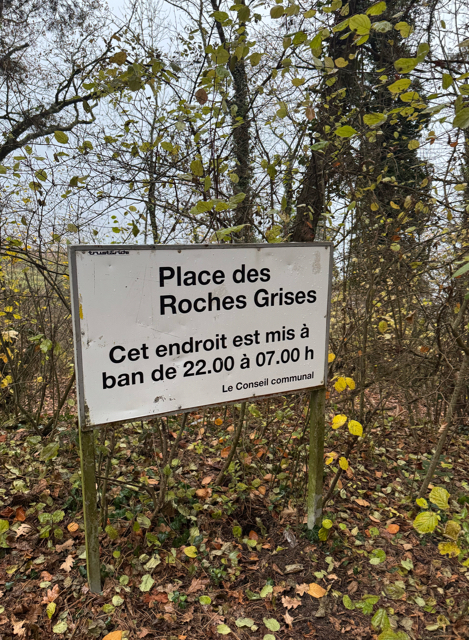 Place des
Roches Grises
Cet endroit est mis à
ban de 22.00 à 07.00 h
Le Conseil communal